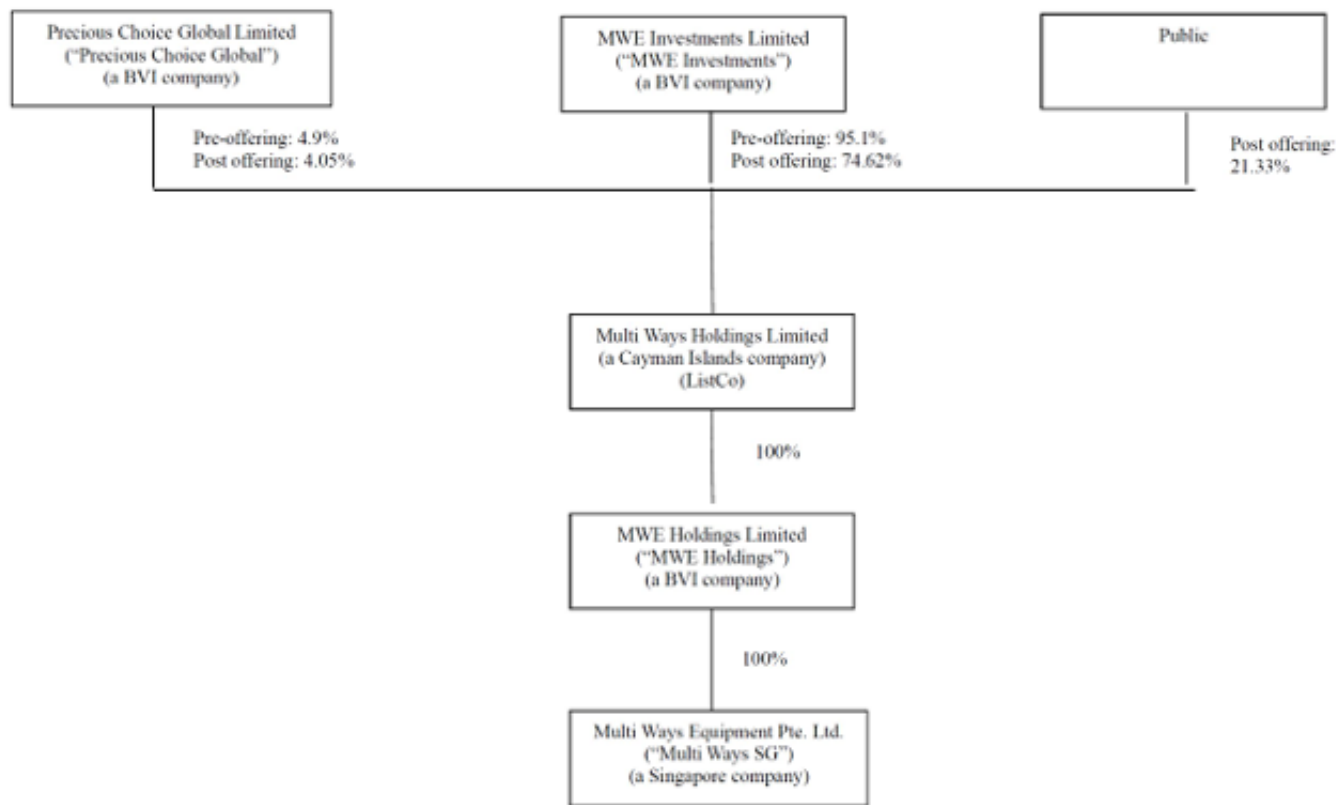 Precious Choice Global Limited
(“Precious Choice Global”)
(a BVI company)
MWE Investments Limited
(“MWE Investments”)
(a BVI company)
Public
Pre-offering: 4.9%
Post offering: 4.05%
Pre-offering: 95.1%
Post offering: 74.62%
Post offering:
21.33%
Multi Ways Holdings Limited
(a Cayman Islands company)
(ListCo)
100%
MWE Holdings Limited
(“MWE Holdings”)
(a BVI company)
100%
Multi Ways Equipment Pte. Ltd.
(“Multi Ways SG”)
(a Singapore company)